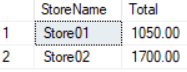 StoreName Total
1 Store01 1050.00
2 Store02 1700.00